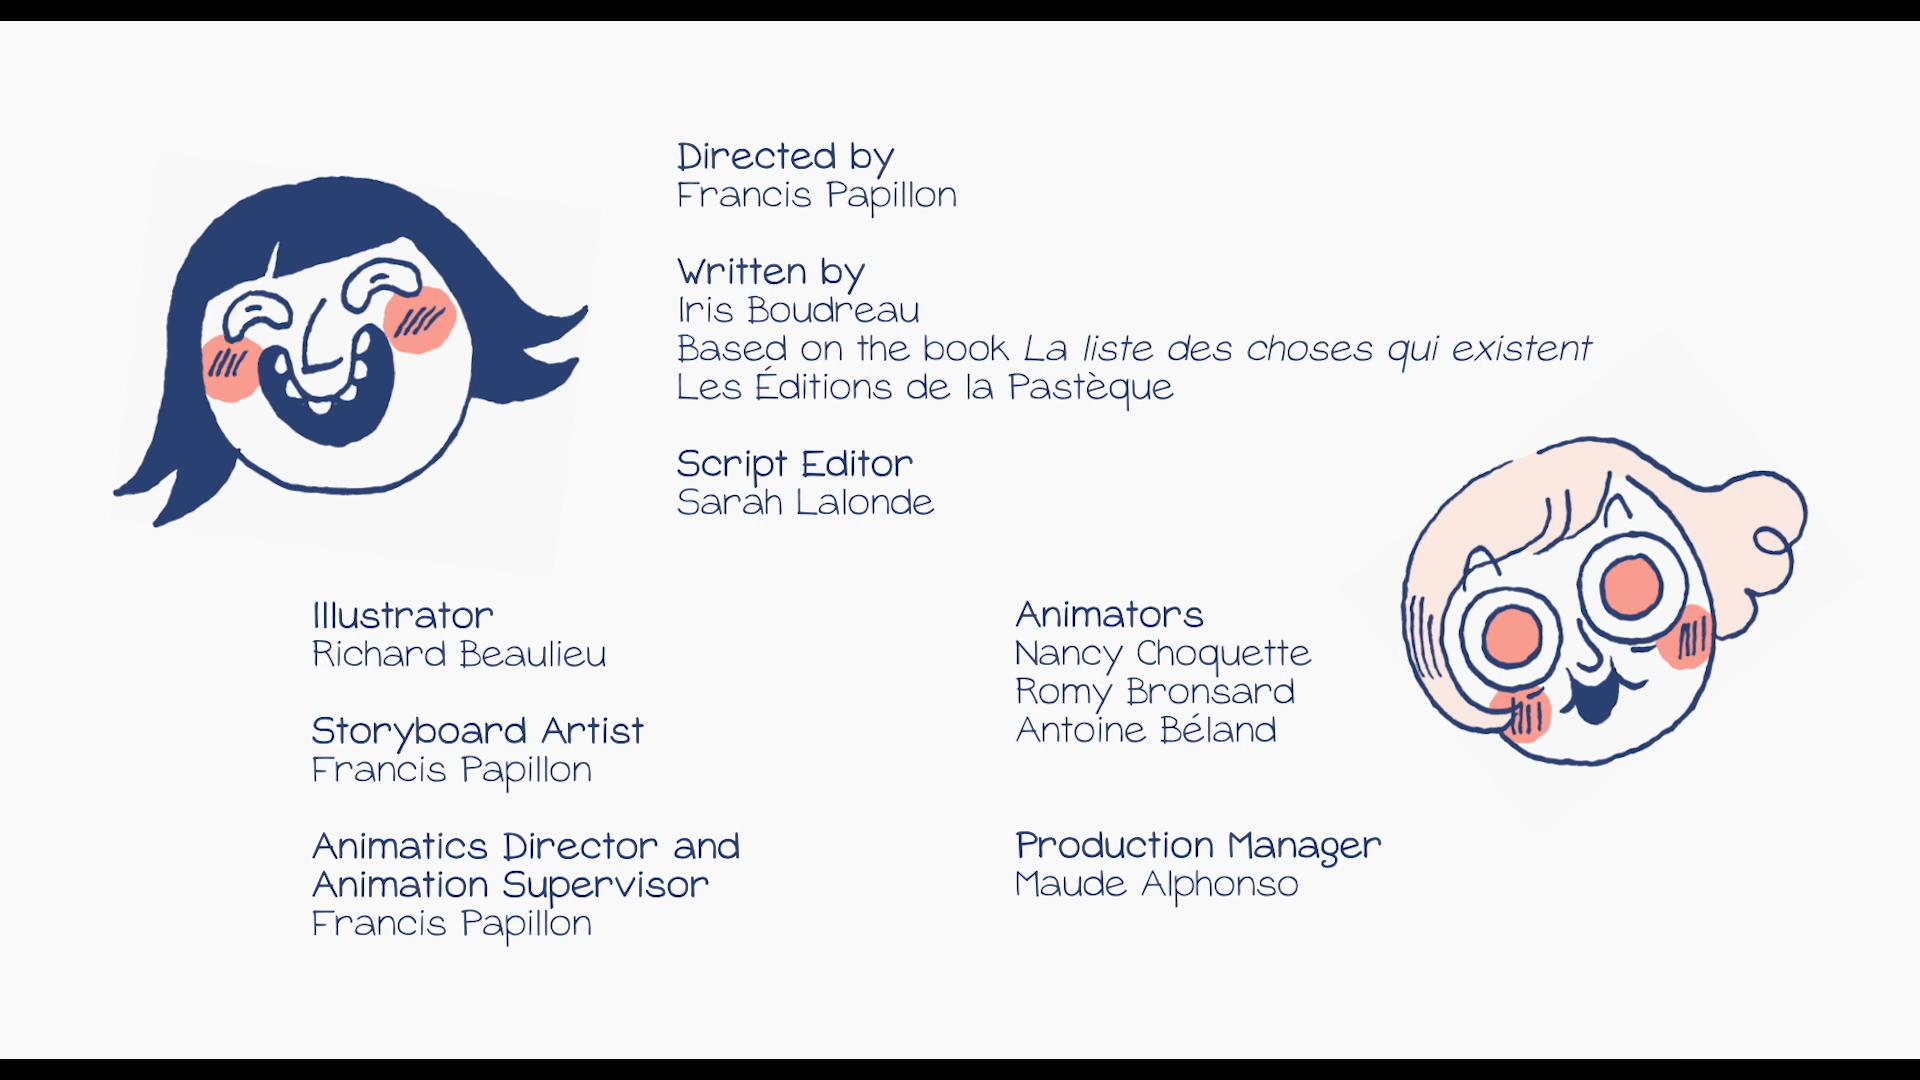 Directed by
Francis Papillon
Written by
Iris Boudreau
Based on the book La liste des choses qui existent
Les Éditions de la Pastèque
Script Editor
Sarah Lalonde
Illustrator
Richard Beaulieu
Storyboard Artist
Francis Papillon
Animatics Director and
Animation Supervisor
Francis Papillon
Animators
Nancy Choquette
Romy Bronsard
Antoine Béland
Production Manager
Maude Alphonso